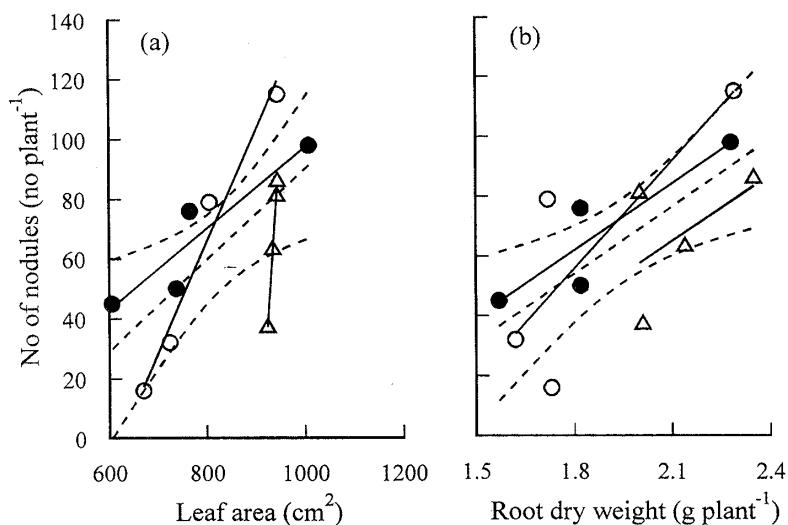 140
120
100
80
60
40
20
0
No of nodules (no plant⁻¹)
(a)
(b)
600 800 1000 1200
1.5 1.8 2.1 2.4
Leaf area (cm²)
Root dry weight (g plant⁻¹)